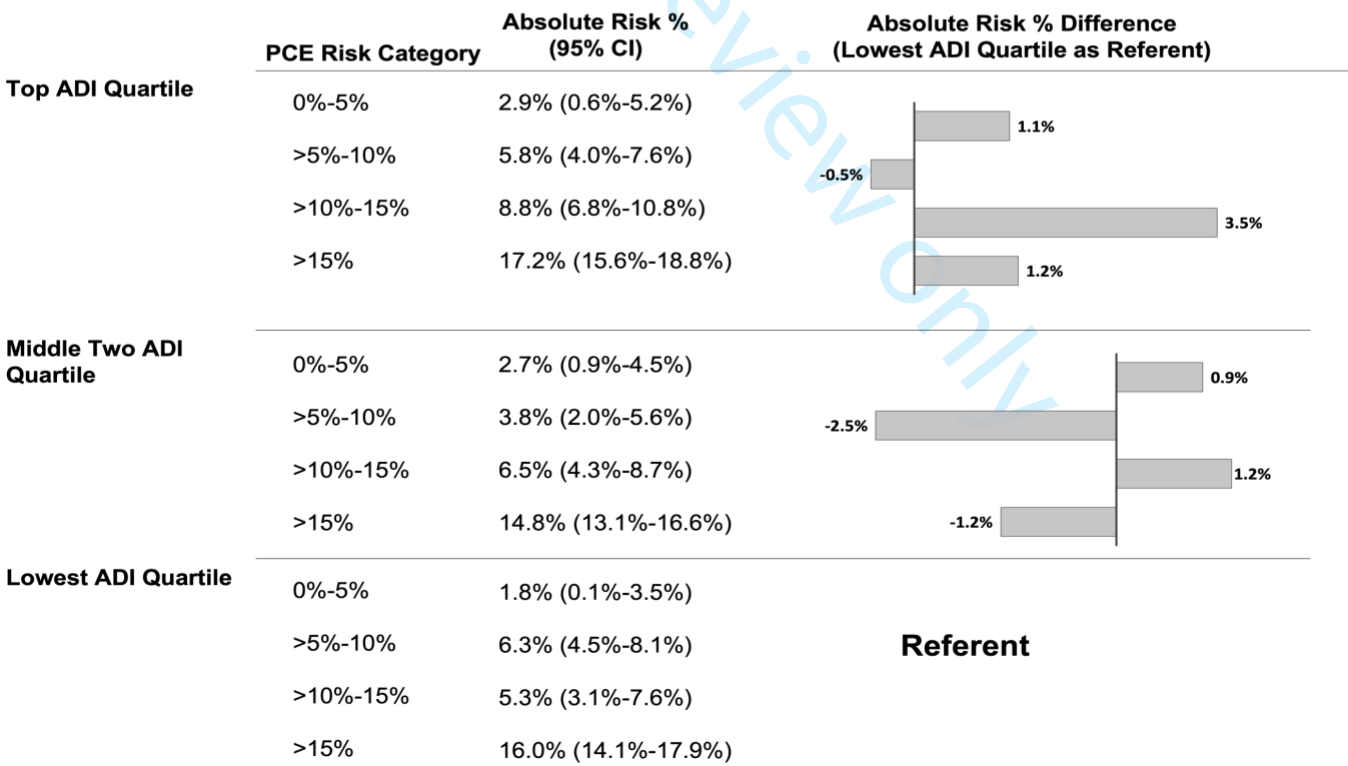 PCE Risk Category
Absolute Risk %
(95% CI)
Absolute Risk % Difference
(Lowest ADI Quartile as Referent)
Top ADI Quartile
0%-5% 2.9% (0.6%-5.2%) 1.1%
>5%-10% 5.8% (4.0%-7.6%) -0.5%
>10%-15% 8.8% (6.8%-10.8%) 3.5%
>15% 17.2% (15.6%-18.8%) 1.2%
Middle Two ADI
Quartile
0%-5% 2.7% (0.9%-4.5%) 0.9%
>5%-10% 3.8% (2.0%-5.6%) -2.5%
>10%-15% 6.5% (4.3%-8.7%) 1.2%
>15% 14.8% (13.1%-16.6%) -1.2%
Lowest ADI Quartile
0%-5% 1.8% (0.1%-3.5%)
>5%-10% 6.3% (4.5%-8.1%)
Referent
>10%-15% 5.3% (3.1%-7.6%)
>15% 16.0% (14.1%-17.9%)
view only